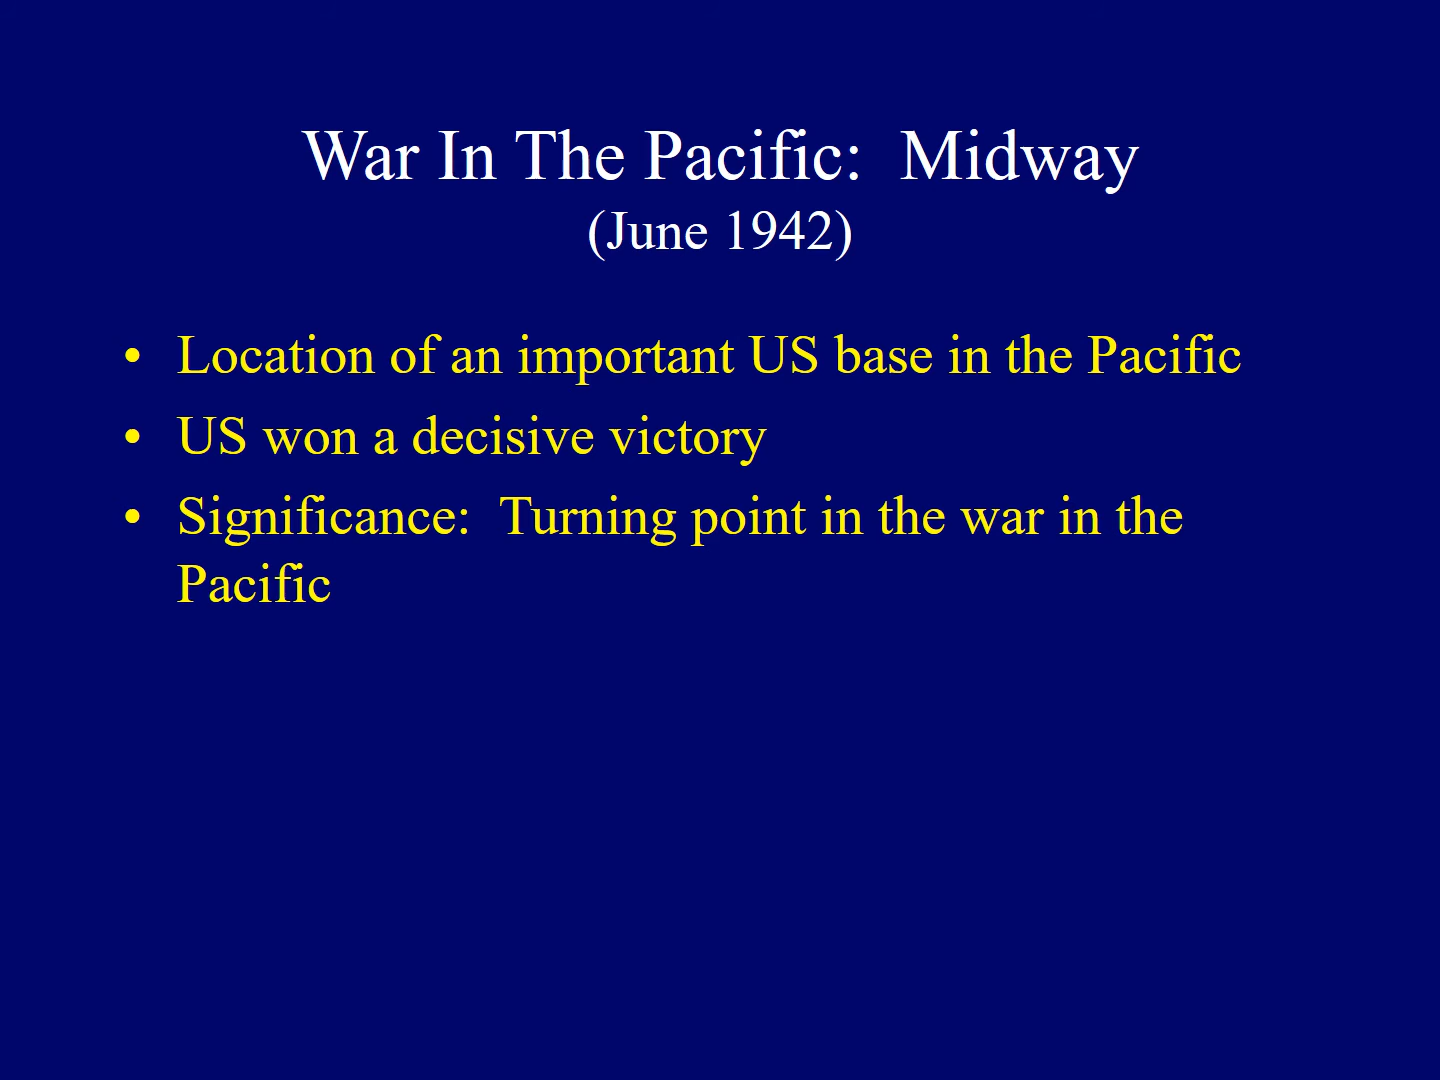 War In The Pacific:  Midway
(June 1942)
• Location of an important US base in the Pacific
• US won a decisive victory
• Significance:  Turning point in the war in the
Pacific